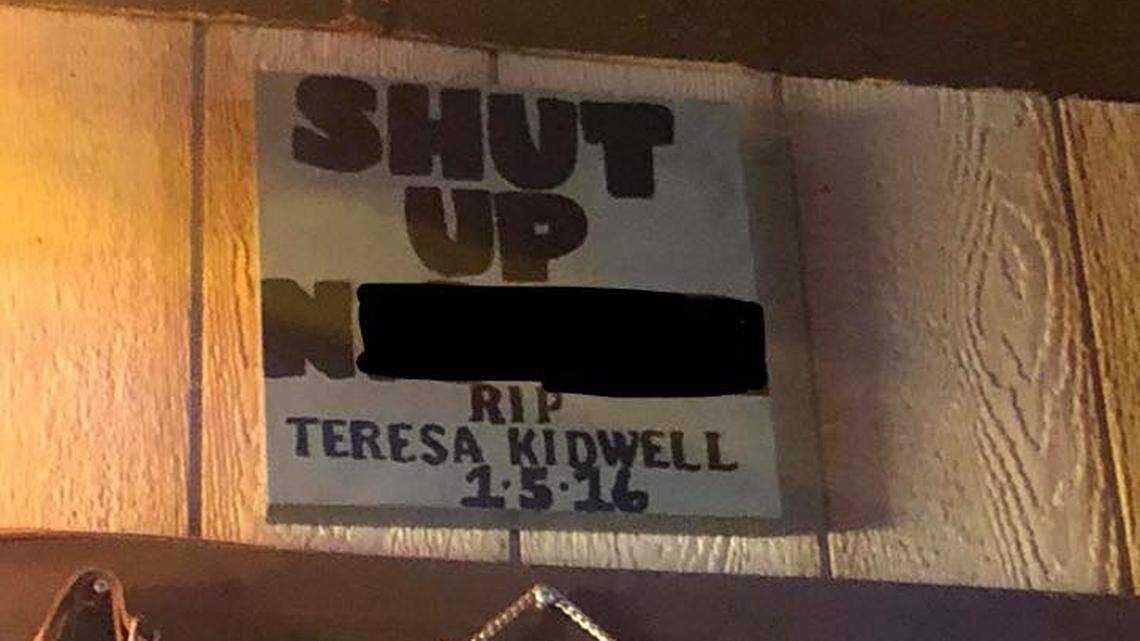 SHUT
UP
N
RIP
TERESA KIDWELL
1·5·16